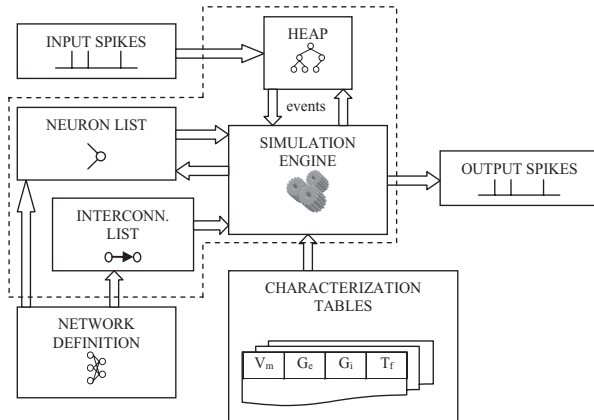 INPUT SPIKES
HEAP
events
NEURON LIST
SIMULATION
ENGINE
OUTPUT SPIKES
INTERCONN.
LIST
CHARACTERIZATION
TABLES
NETWORK
DEFINITION
Vm Ge Gi Tf